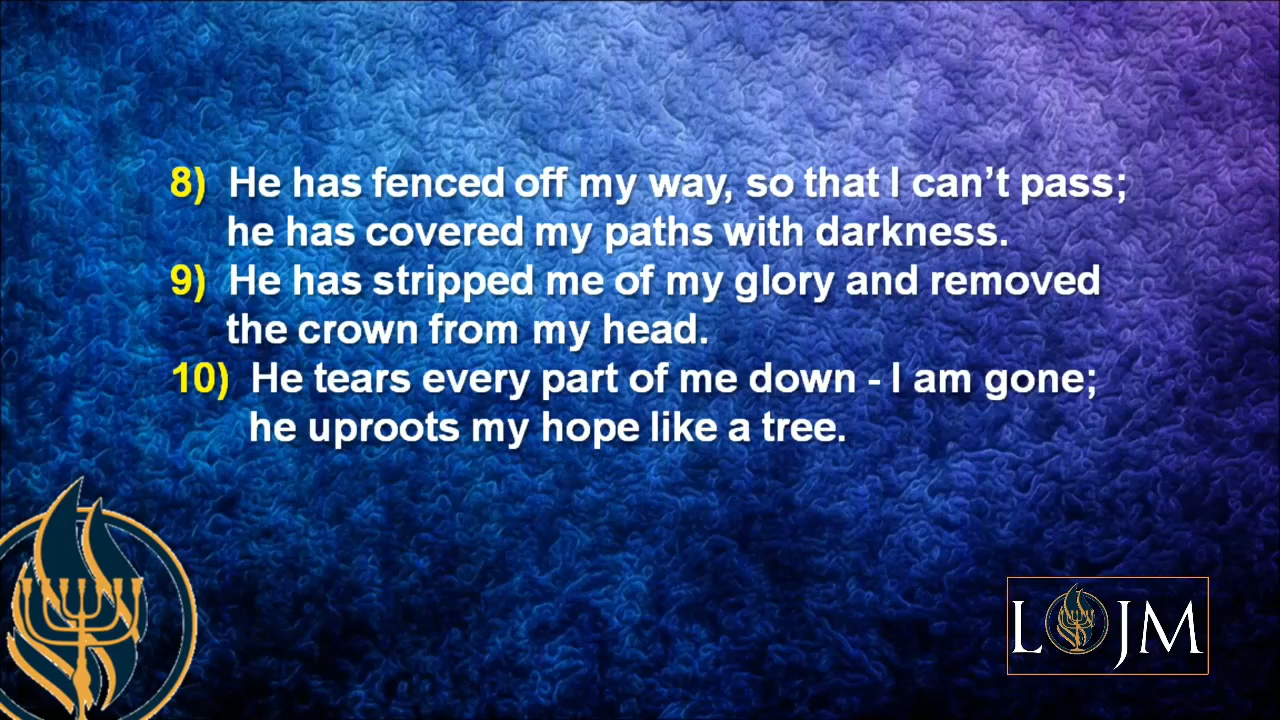 8) He has fenced off my way, so that I can’t pass;
he has covered my paths with darkness.
9) He has stripped me of my glory and removed
the crown from my head.
10) He tears every part of me down - I am gone;
he uproots my hope like a tree.
L JM